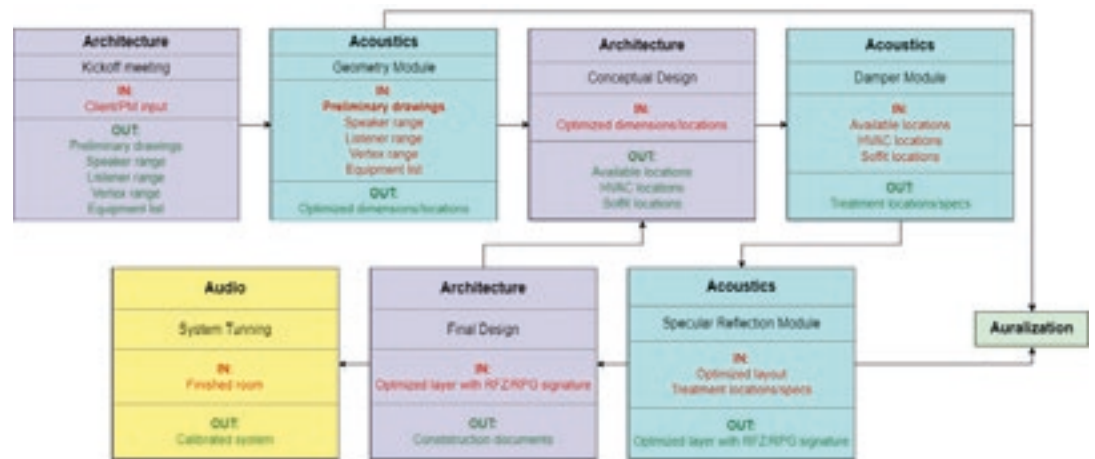 Architecture
Kickoff meeting
IN:
Client/PM input
OUT:
Preliminary drawings
Speaker range
Listener range
Vertex range
Equipment list
Acoustics
Geometry Module
IN:
Preliminary drawings
Speaker range
Listener range
Vertex range
Equipment list
OUT:
Optimized dimensions/locations
Architecture
Conceptual Design
IN:
Optimized dimensions/locations
OUT:
Available locations
HVAC locations
Soffit locations
Acoustics
Damper Module
IN:
Available locations
HVAC locations
Soffit locations
OUT:
Treatment locations/specs
Audio
System Tunning
IN:
Finished room
OUT:
Calibrated system
Architecture
Final Design
IN:
Optimized layer with RFZ/RPG signature
OUT:
Conststruction documents
Acoustics
Specular Reflection Module
IN:
Optimized layout
Treatment locations/specs
OUT:
Optimized layer with RFZ/RPG signature
Auralization